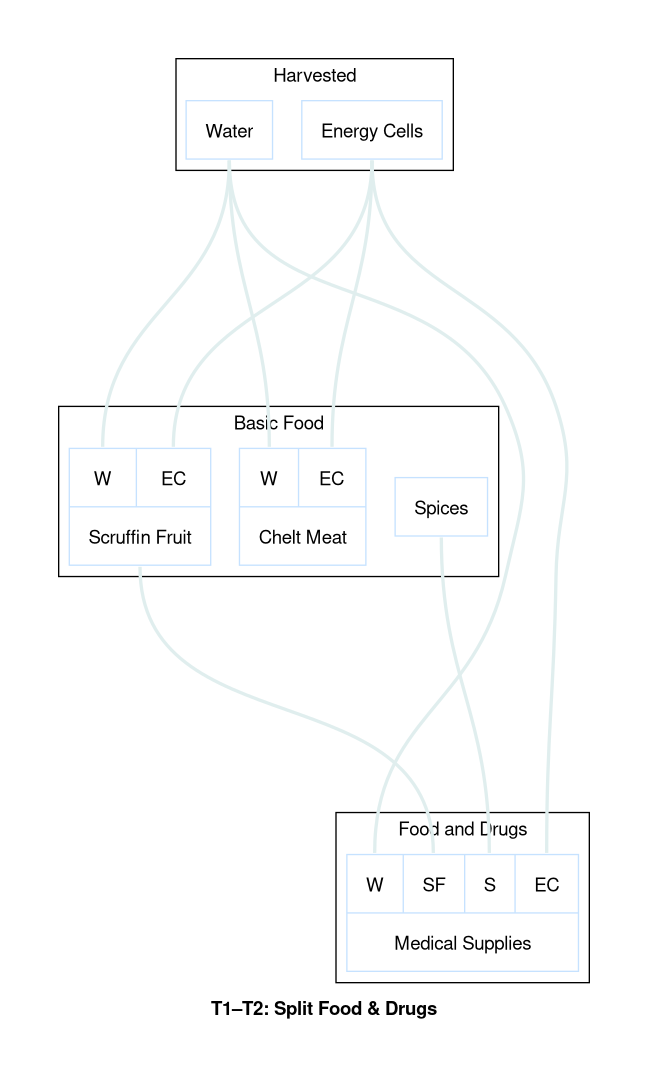 Harvested
Water Energy Cells
Basic Food
W EC W EC
Spices
Scruffin Fruit Chelt Meat
Food and Drugs
W SF S EC
Medical Supplies
T1–T2: Split Food & Drugs